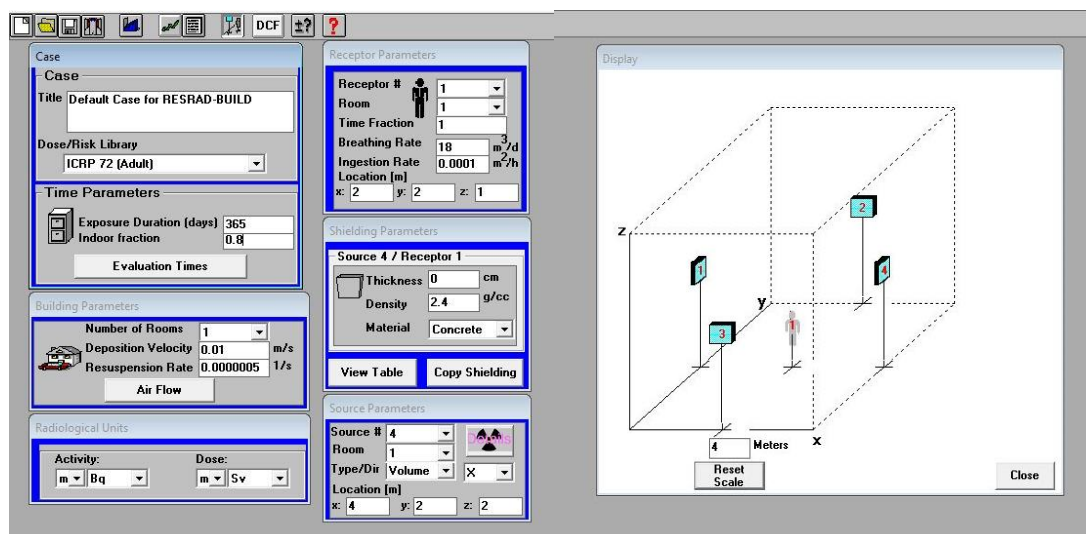 DCF ±? ?
Case
Case
Title Default Case for RESRAD-BUILD
Dose/Risk Library
ICRP 72 (Adult)
Time Parameters
Exposure Duration (days) 365
Indoor fraction 0.8
Evaluation Times
Building Parameters
Number of Rooms 1
Deposition Velocity 0.01 m/s
Resuspension Rate 0.0000005 1/s
Air Flow
Radiological Units
Activity: Dose:
m Bq m Sv
Receptor Parameters
Receptor # 1
Room 1
Time Fraction 1
Breathing Rate 18 m3/d
Ingestion Rate 0.0001 m2/h
Location [m]
x: 2 y: 2 z: 1
Shielding Parameters
Source 4 / Receptor 1
Thickness 0 cm
Density 2.4 g/cc
Material Concrete
View Table Copy Shielding
Source Parameters
Source # 4 Details
Room 1
Type/Dir Volume X
Location [m]
x: 4 y: 2 z: 2
Display
2
z
1 4
y
3 1
4 Meters x
Reset
Scale
Close